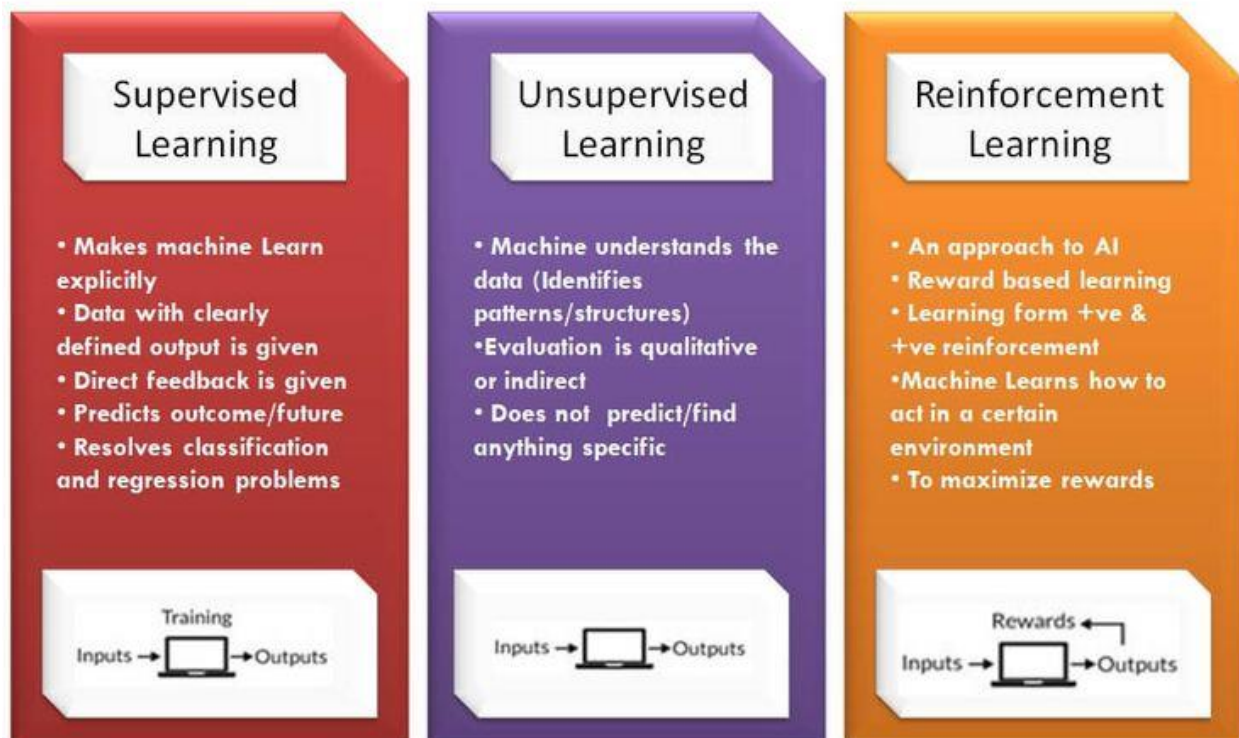 Supervised
Learning
• Makes machine Learn
explicitly
• Data with clearly
defined output is given
• Direct feedback is given
• Predicts outcome/future
• Resolves classification
and regression problems
Training
Inputs
Outputs
Unsupervised
Learning
• Machine understands the
data (Identifies
patterns/structures)
•Evaluation is qualitative
or indirect
• Does not predict/find
anything specific
Inputs
Outputs
Reinforcement
Learning
• An approach to AI
• Reward based learning
• Learning form +ve &
+ve reinforcement
•Machine Learns how to
act in a certain
environment
• To maximize rewards
Rewards
Inputs
Outputs